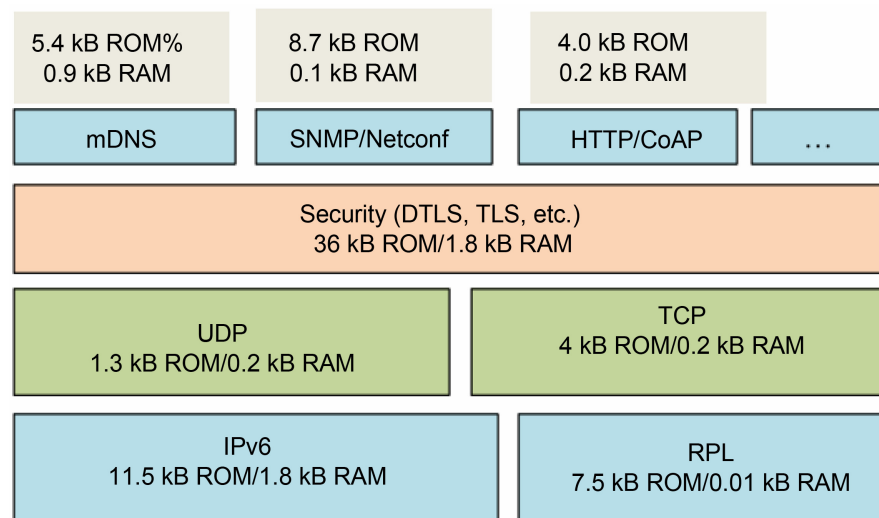 5.4 kB ROM%
0.9 kB RAM
8.7 kB ROM
0.1 kB RAM
4.0 kB ROM
0.2 kB RAM
mDNS
SNMP/Netconf
HTTP/CoAP
...
Security (DTLS, TLS, etc.)
36 kB ROM/1.8 kB RAM
UDP
1.3 kB ROM/0.2 kB RAM
TCP
4 kB ROM/0.2 kB RAM
IPv6
11.5 kB ROM/1.8 kB RAM
RPL
7.5 kB ROM/0.01 kB RAM